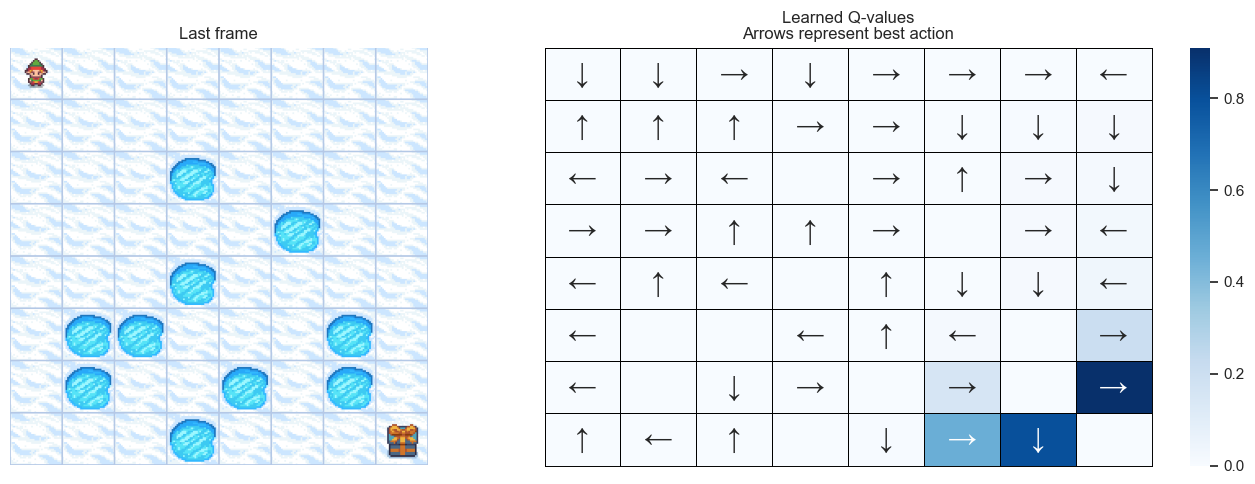 Last frame
Learned Q-values
Arrows represent best action
↓ ↓ → ↓ → → → ←
↑ ↑ ↑ → → ↓ ↓ ↓
← → ← → ↑ → ↓
→ → ↑ ↑ → → ←
← ↑ ← ↑ ↓ ↓ ←
← ← ↑ ← →
← ↓ → → →
↑ ← ↑ ↓ → ↓
0.8
0.6
0.4
0.2
0.0